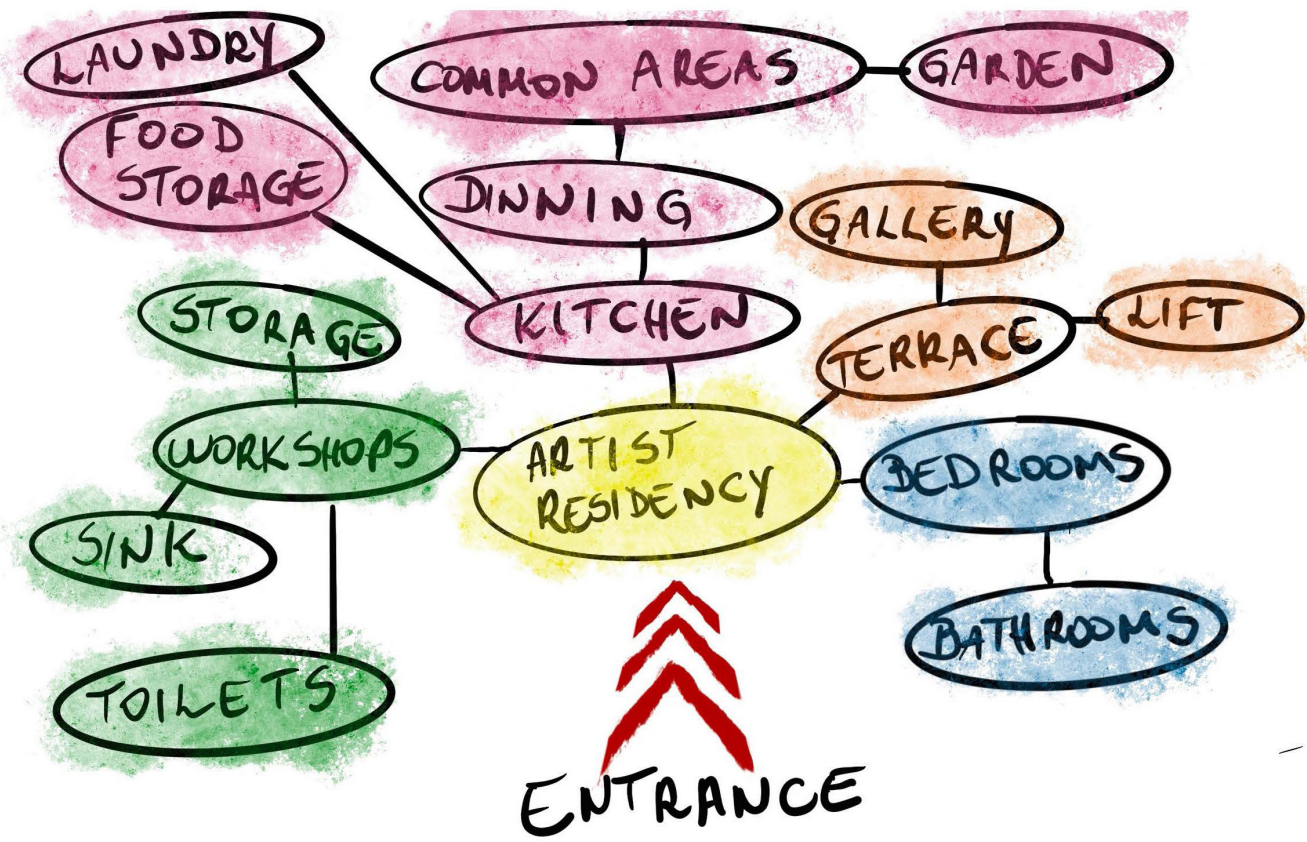 LAUNDRY
COMMON AREAS
GARDEN
FOOD
STORAGE
DINNING
GALLERY
STORAGE
KITCHEN
TERRACE
LIFT
WORKSHOPS
ARTIST
RESIDENCY
BEDROOMS
SINK
BATHROOMS
TOILETS
ENTRANCE